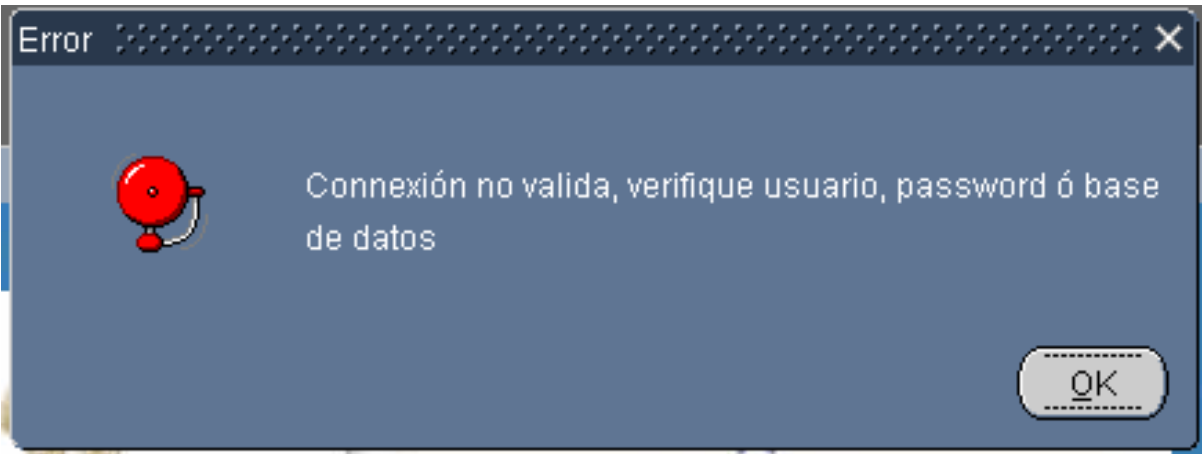 Error
Connexión no valida, verifique usuario, password ó base
de datos
OK